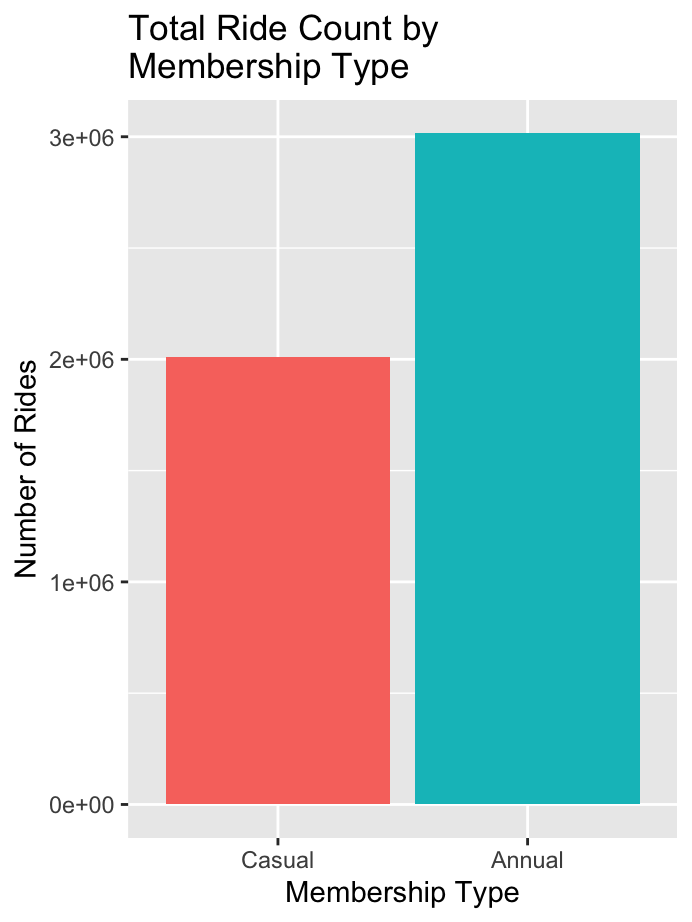 Total Ride Count by
Membership Type
3e+06
2e+06
1e+06
0e+00
Number of Rides
Casual Annual
Membership Type